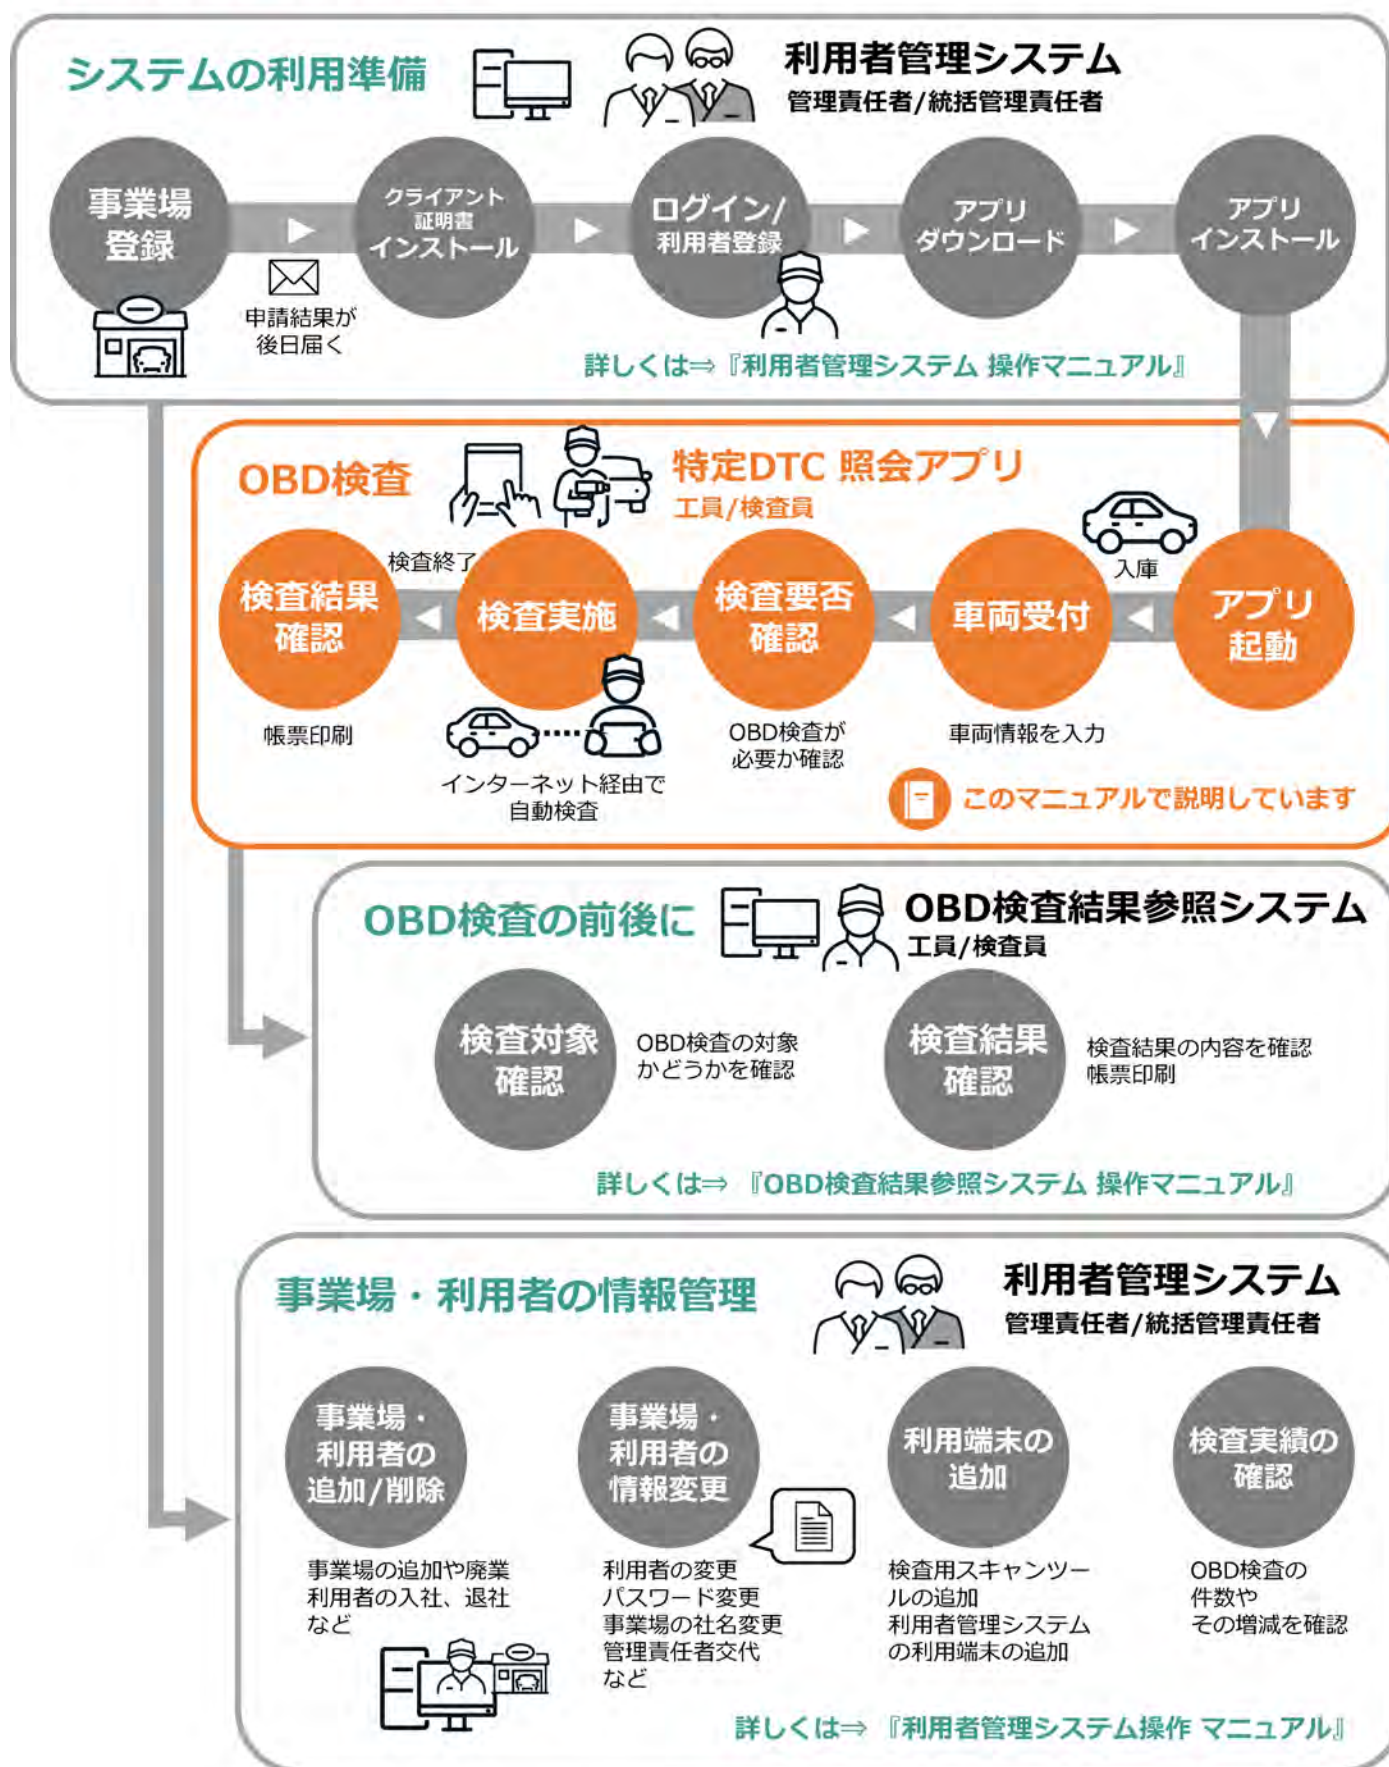 システムの利用準備
利用者管理システム
管理責任者/統括管理責任者
事業場
登録
クライアント
証明書
インストール
ログイン/
利用者登録
アプリ
ダウンロード
アプリ
インストール
申請結果が
後日届く
詳しくは⇒『利用者管理システム 操作マニュアル』
OBD検査
特定DTC 照会アプリ
工員/検査員
入庫
検査終了
アプリ
起動
車両受付
検査要否
確認
検査実施
検査結果
確認
車両情報を入力
OBD検査が
必要か確認
インターネット経由で
自動検査
帳票印刷
このマニュアルで説明しています
OBD検査の前後に
OBD検査結果参照システム
工員/検査員
検査対象
確認
OBD検査の対象
かどうかを確認
検査結果
確認
検査結果の内容を確認
帳票印刷
詳しくは⇒ 『OBD検査結果参照システム 操作マニュアル』
事業場・利用者の情報管理
利用者管理システム
管理責任者/統括管理責任者
事業場・
利用者の
追加/削除
事業場・
利用者の
情報変更
利用端末の
追加
検査実績の
確認
事業場の追加や廃業
利用者の入社、退社
など
利用者の変更
パスワード変更
事業場の社名変更
管理責任者交代
など
検査用スキャンツー
ルの追加
利用者管理システム
の利用端末の追加
OBD検査の
件数や
その増減を確認
詳しくは⇒ 『利用者管理システム操作 マニュアル』